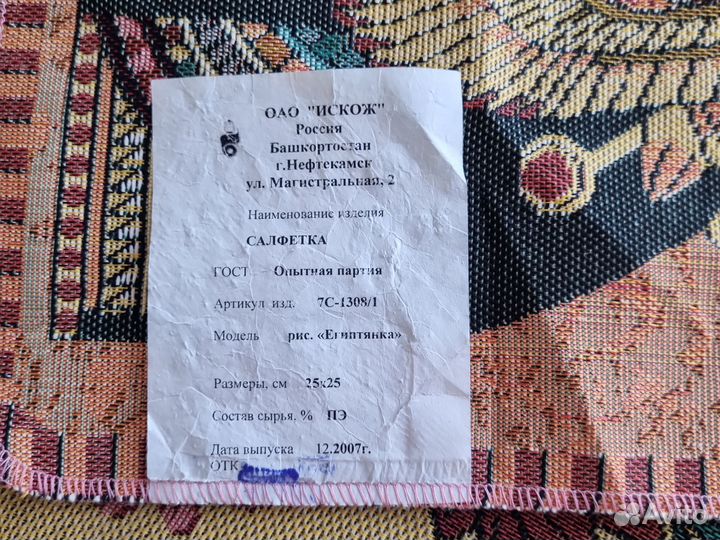 ОАО "ИСКОЖ"
Россия
Башкортостан
г.Нефтекамск
ул. Магистральная, 2
Наименование изделия
САЛФЕТКА
ГОСТ Опытная партия
Артикул изд. 7С-1308/1
Модель рис. «Египтянка»
Размеры, см 25х25
Состав сырья, % ПЭ
Дата выпуска 12.2007г.
ОТК
Avito